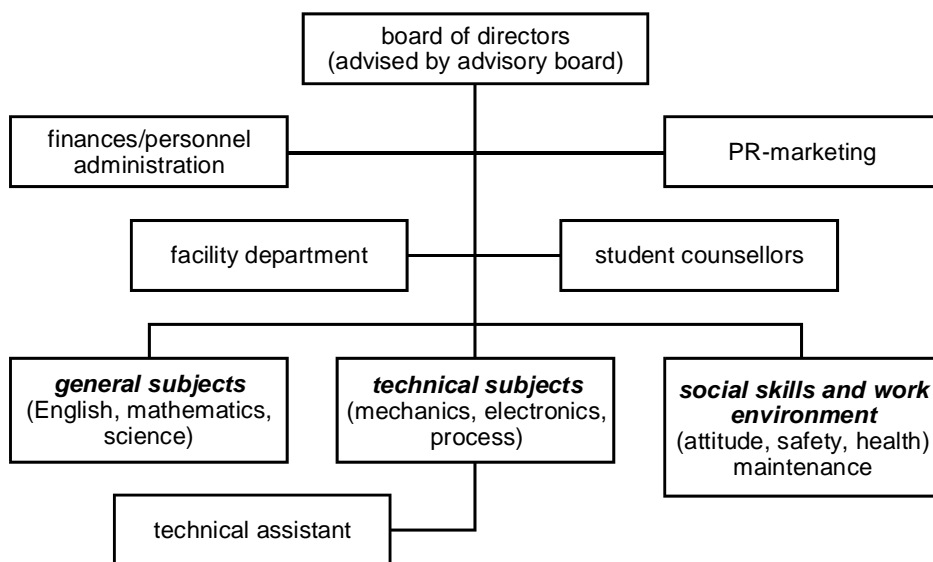 board of directors
(advised by advisory board)
finances/personnel
administration
PR-marketing
facility department
student counsellors
general subjects
(English, mathematics,
science)
technical subjects
(mechanics, electronics,
process)
social skills and work
environment
(attitude, safety, health)
maintenance
technical assistant